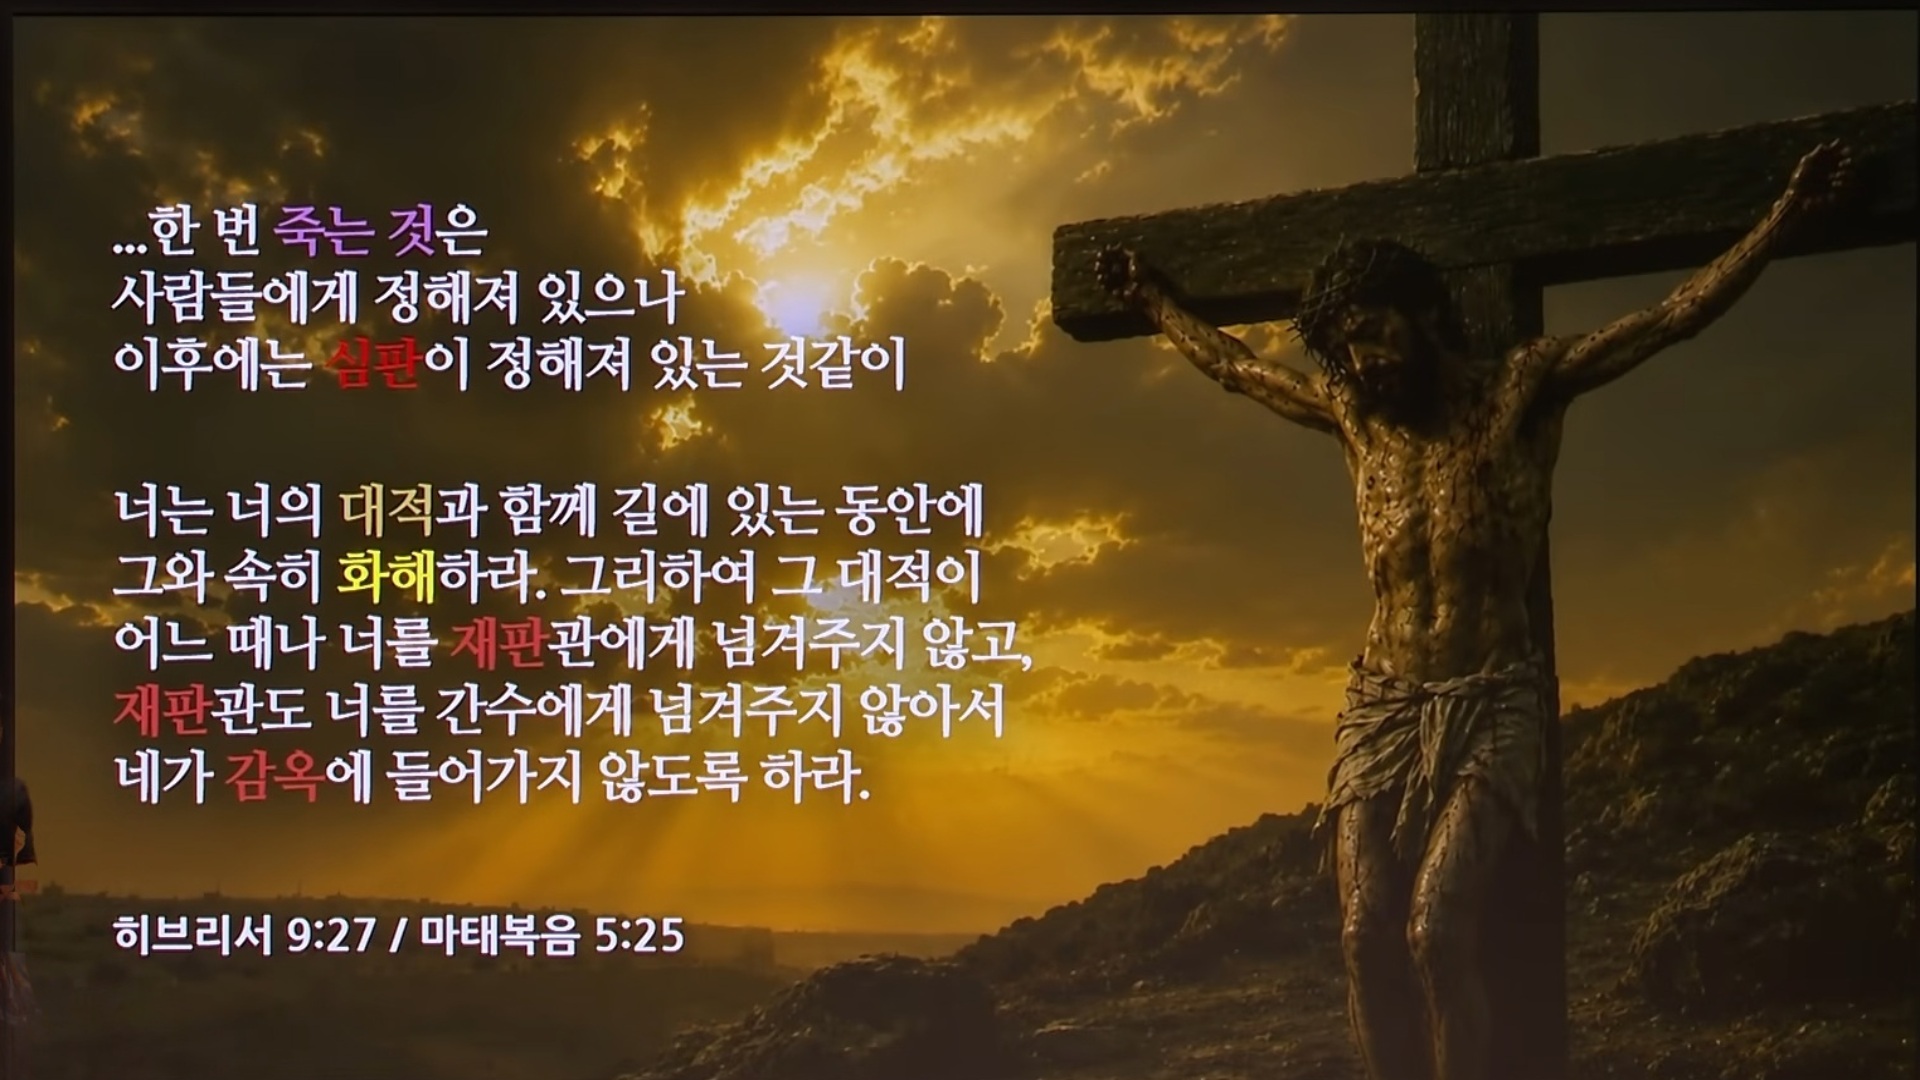 ...한 번 죽는 것은
사람들에게 정해져 있으나
이후에는 심판이 정해져 있는 것같이
너는 너의 대적과 함께 길에 있는 동안에
그와 속히 화해하라. 그리하여 그 대적이
어느 때나 너를 재판관에게 넘겨주지 않고,
재판관도 너를 간수에게 넘겨주지 않아서
네가 감옥에 들어가지 않도록 하라.
히브리서 9:27 / 마태복음 5:25